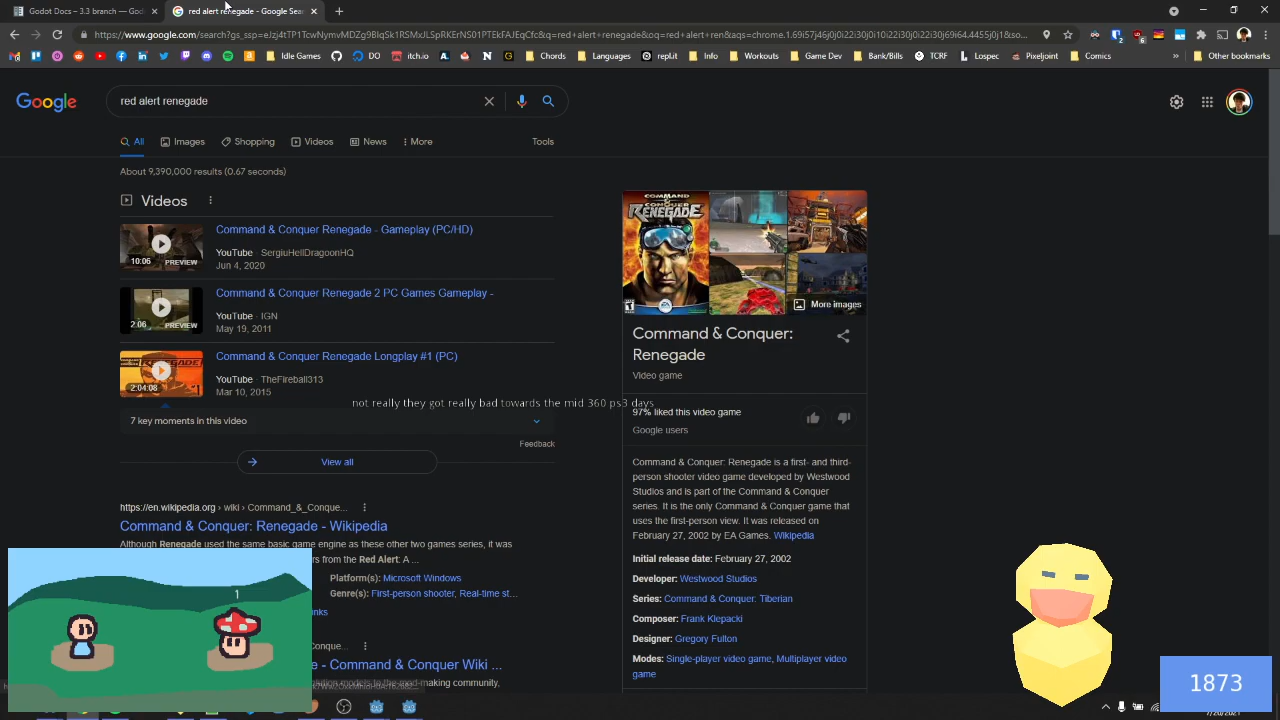 Godot Docs – 3.3 branch
red alert renegade - Google Sea
https://www.google.com/search?gs_ssp=eJzj4tTP1TcwNymvMDZg9BIqSk1RSMxJLSpRKErNS01PTckFAEjFCfc&q=red+alert+renegade&oq=red+alert+ren&aqs=chrome.1.69i57j46j0j0i22i30j0i10i22i30j0i22i30j69i64.4455j0j1&so...
Idle Games
DO
itch.io
Chords
Languages
repl.it
Info
Workouts
Game Dev
Bank/Bills
TCRF
Lospec
Pixeljoint
Comics
Other bookmarks
Google
red alert renegade
All
Images
Shopping
Videos
News
More
Tools
About 9,390,000 results (0.67 seconds)
Videos
Command & Conquer Renegade - Gameplay (PC/HD)
YouTube · SergiuHellDragoonHQ
Jun 4, 2020
10:06
PREVIEW
Command & Conquer Renegade 2 PC Games Gameplay -
YouTube · IGN
May 19, 2011
2:06
PREVIEW
Command & Conquer Renegade Longplay #1 (PC)
YouTube · TheFireball313
Mar 10, 2015
2:04:08
not really they got really bad towards the mid 360 ps3 days
7 key moments in this video
Feedback
View all
https://en.wikipedia.org › wiki › Command_&_Conque...
Command & Conquer: Renegade - Wikipedia
Although Renegade used the same basic game engine as these other two games series, it was
rs from the Red Alert: A ...
Platform(s): Microsoft Windows
Genre(s): First-person shooter, Real-time st...
nks
onque...
e - Command & Conquer Wiki ...
COMMAND & CONQUER
RENEGADE
EA
More images
Command & Conquer:
Renegade
Video game
97% liked this video game
Google users
Command & Conquer: Renegade is a first- and third-
person shooter video game developed by Westwood
Studios and is part of the Command & Conquer
series. It is the only Command & Conquer game that
uses the first-person view. It was released on
February 27, 2002 by EA Games. Wikipedia
Initial release date: February 27, 2002
Developer: Westwood Studios
Series: Command & Conquer: Tiberian
Composer: Frank Klepacki
Designer: Gregory Fulton
Modes: Single-player video game, Multiplayer video
game
1
1873